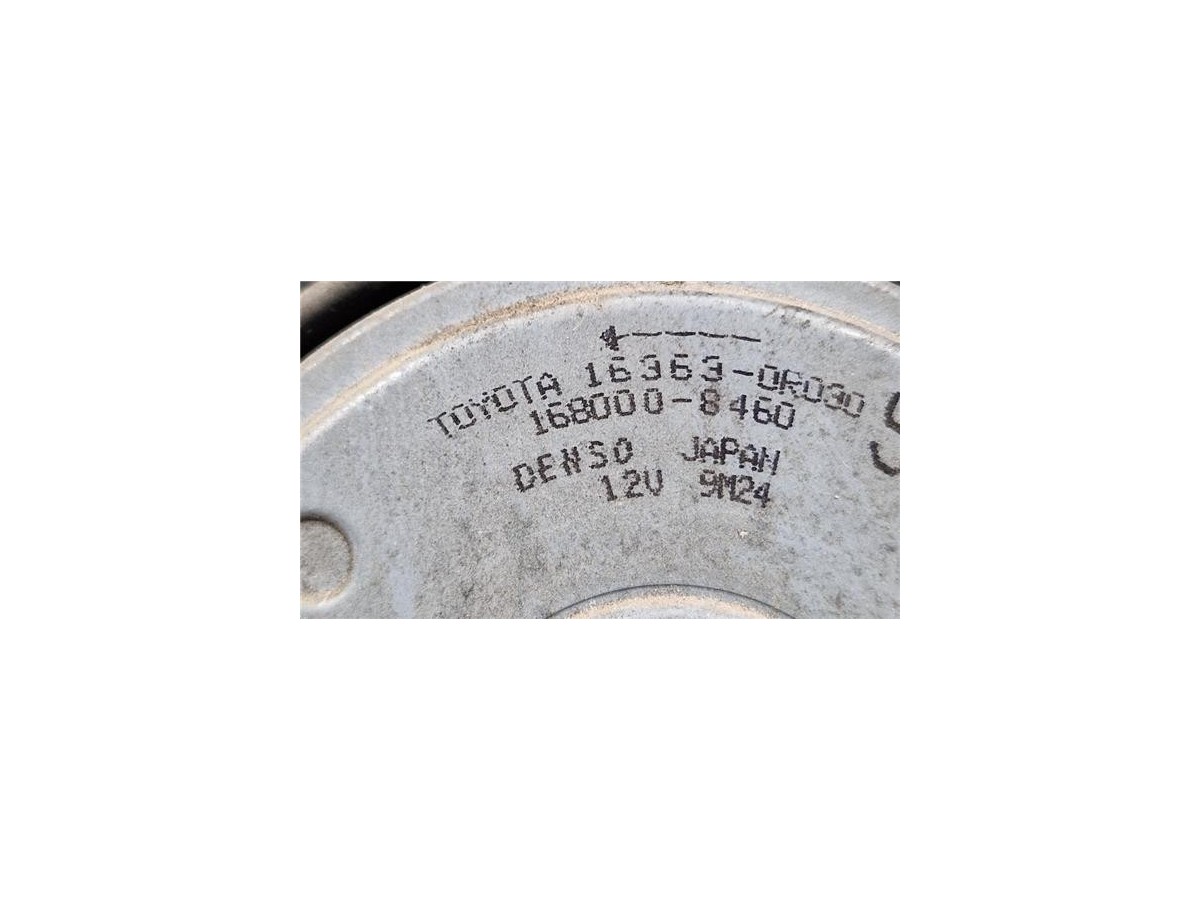 TOYOTA 16363-0R030
168000-8460
DENSO JAPAN
12V 9M24